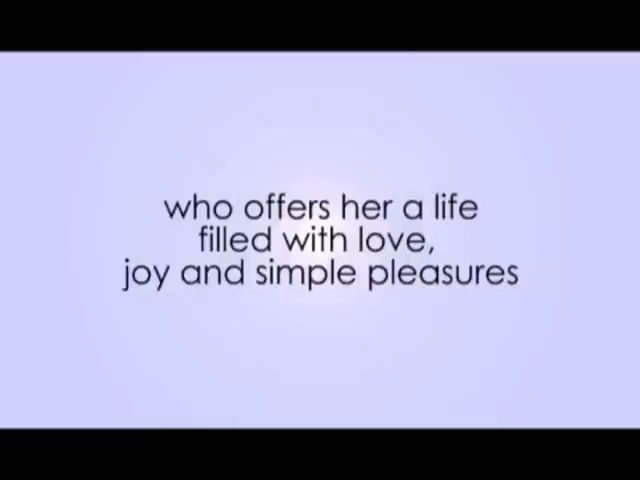 who offers her a life
filled with love,
joy and simple pleasures